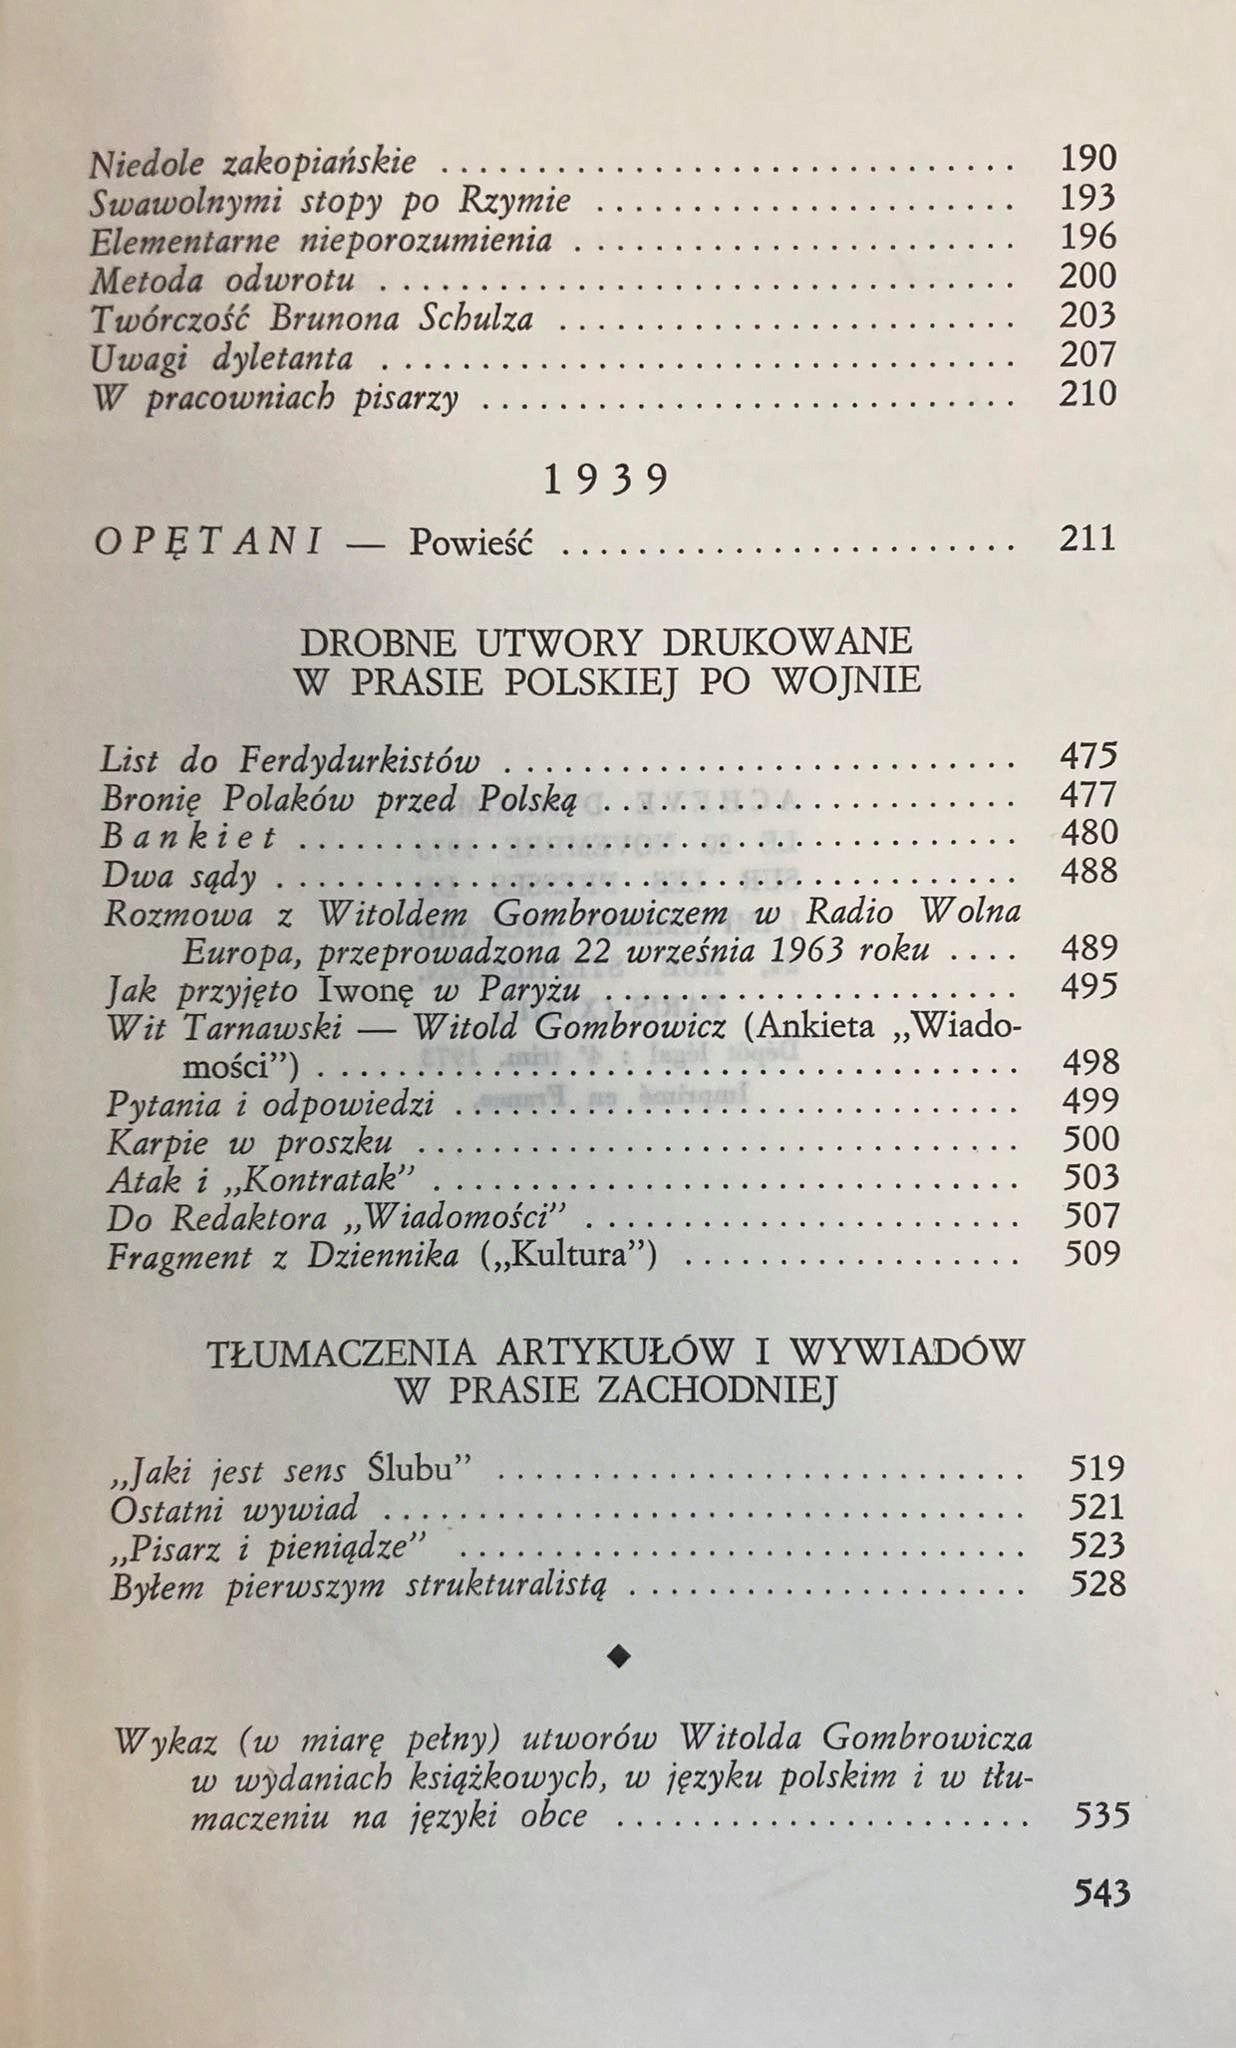 Niedole zakopiańskie .............................. 190
Swawolnymi stopy po Rzymie ...................... 193
Elementarne nieporozumienia ....................... 196
Metoda odwrotu ................................. 200
Twórczość Brunona Schulza ........................ 203
Uwagi dyletanta ................................. 207
W pracowniach pisarzy ............................ 210
1 9 3 9
O P Ę T A N I — Powieść ........................ 211
DROBNE UTWORY DRUKOWANE
W PRASIE POLSKIEJ PO WOJNIE
List do Ferdydurkistów ........................... 475
Bronię Polaków przed Polską ...................... 477
B a n k i e t ...................................... 480
Dwa sądy ....................................... 488
Rozmowa z Witoldem Gombrowiczem w Radio Wolna
Europa, przeprowadzona 22 września 1963 roku .... 489
Jak przyjęto Iwonę w Paryżu ...................... 495
Wit Tarnawski — Witold Gombrowicz (Ankieta „Wiado-
mości”) ..................................... 498
Pytania i odpowiedzi .............................. 499
Karpie w proszku ................................ 500
Atak i „Kontratak” ............................... 503
Do Redaktora „Wiadomości” ....................... 507
Fragment z Dziennika („Kultura”) .................. 509
TŁUMACZENIA ARTYKUŁÓW I WYWIADÓW
W PRASIE ZACHODNIEJ
„Jaki jest sens Ślubu” ............................ 519
Ostatni wywiad .................................. 521
„Pisarz i pieniądze” .............................. 523
Byłem pierwszym strukturalistą ..................... 528
◆
Wykaz (w miarę pełny) utworów Witolda Gombrowicza
w wydaniach książkowych, w języku polskim i w tłu-
maczeniu na języki obce ...................... 535
543